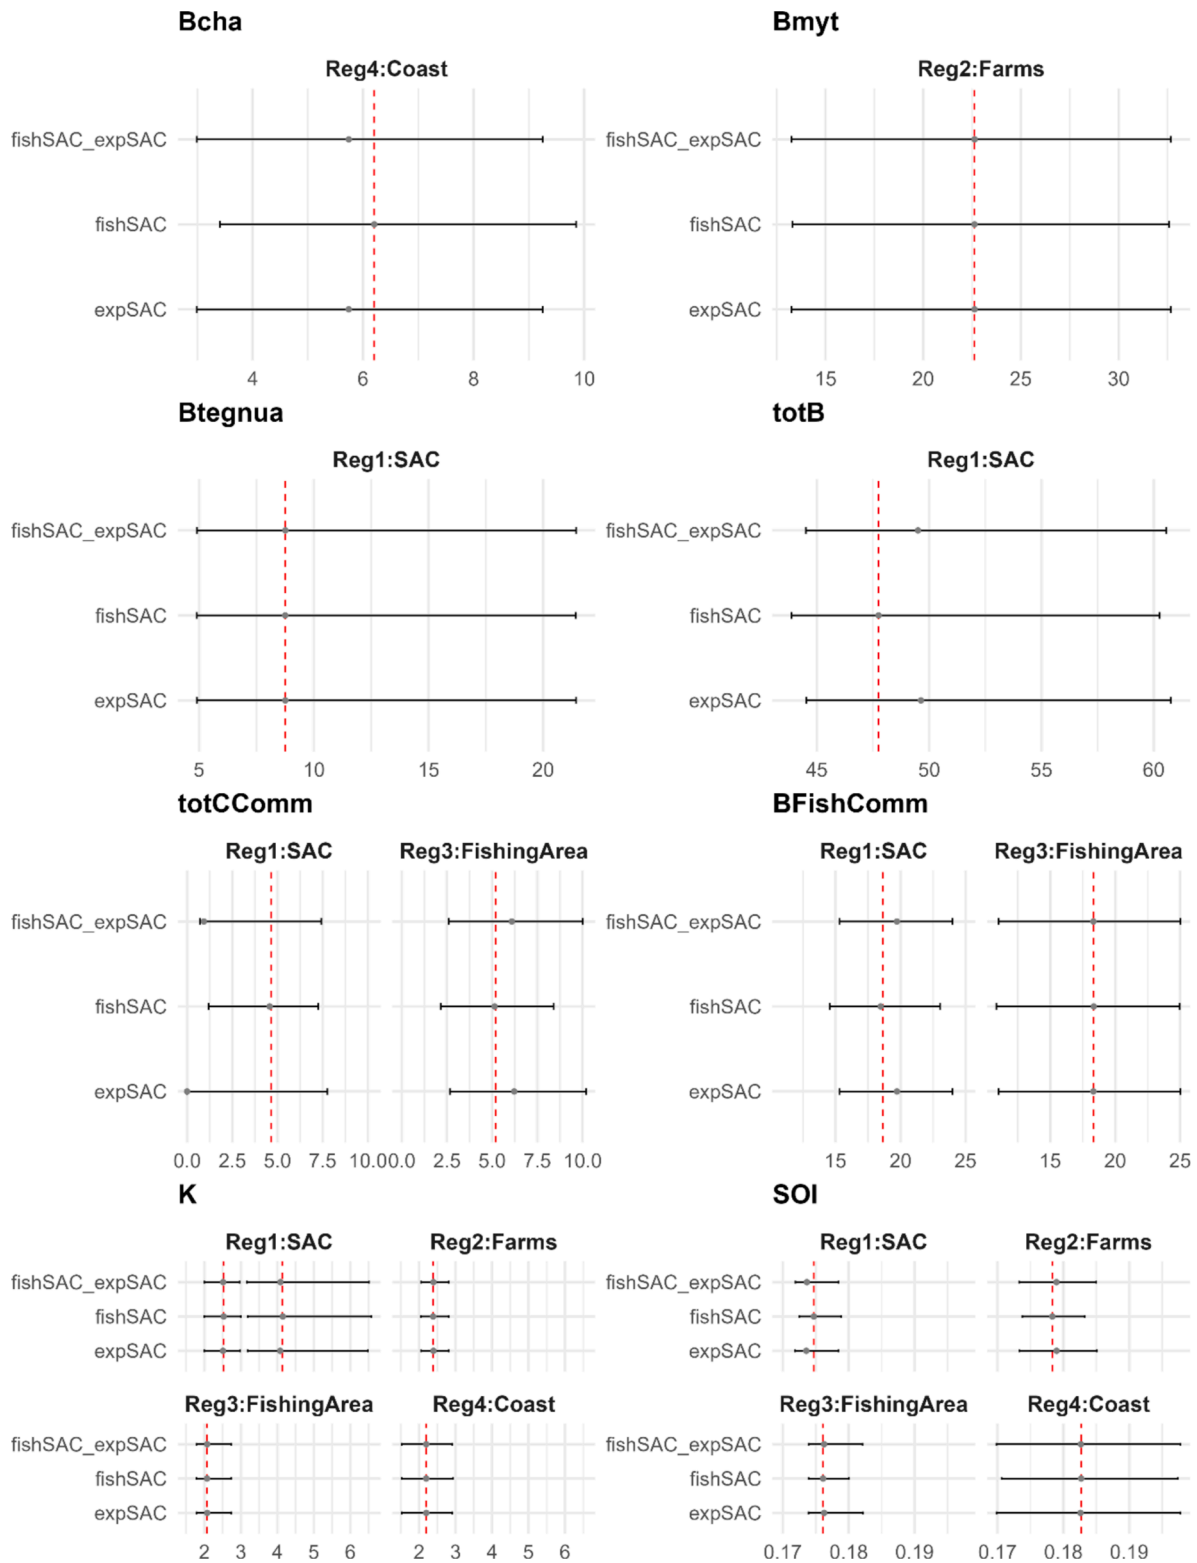 Bcha
Reg4:Coast
fishSAC_expSAC
fishSAC
expSAC
4 6 8 10
Bmyt
Reg2:Farms
fishSAC_expSAC
fishSAC
expSAC
15 20 25 30
Btegnua
Reg1:SAC
fishSAC_expSAC
fishSAC
expSAC
5 10 15 20
totB
Reg1:SAC
fishSAC_expSAC
fishSAC
expSAC
45 50 55 60
totCComm
Reg1:SAC Reg3:FishingArea
fishSAC_expSAC
fishSAC
expSAC
0.0 2.5 5.0 7.5 10.0 0.0 2.5 5.0 7.5 10.0
BFishComm
Reg1:SAC Reg3:FishingArea
fishSAC_expSAC
fishSAC
expSAC
15 20 25 15 20 25
K
Reg1:SAC Reg2:Farms
fishSAC_expSAC
fishSAC
expSAC
Reg3:FishingArea Reg4:Coast
fishSAC_expSAC
fishSAC
expSAC
2 3 4 5 6 2 3 4 5 6
SOI
Reg1:SAC Reg2:Farms
fishSAC_expSAC
fishSAC
expSAC
Reg3:FishingArea Reg4:Coast
fishSAC_expSAC
fishSAC
expSAC
0.17 0.18 0.19 0.17 0.18 0.19